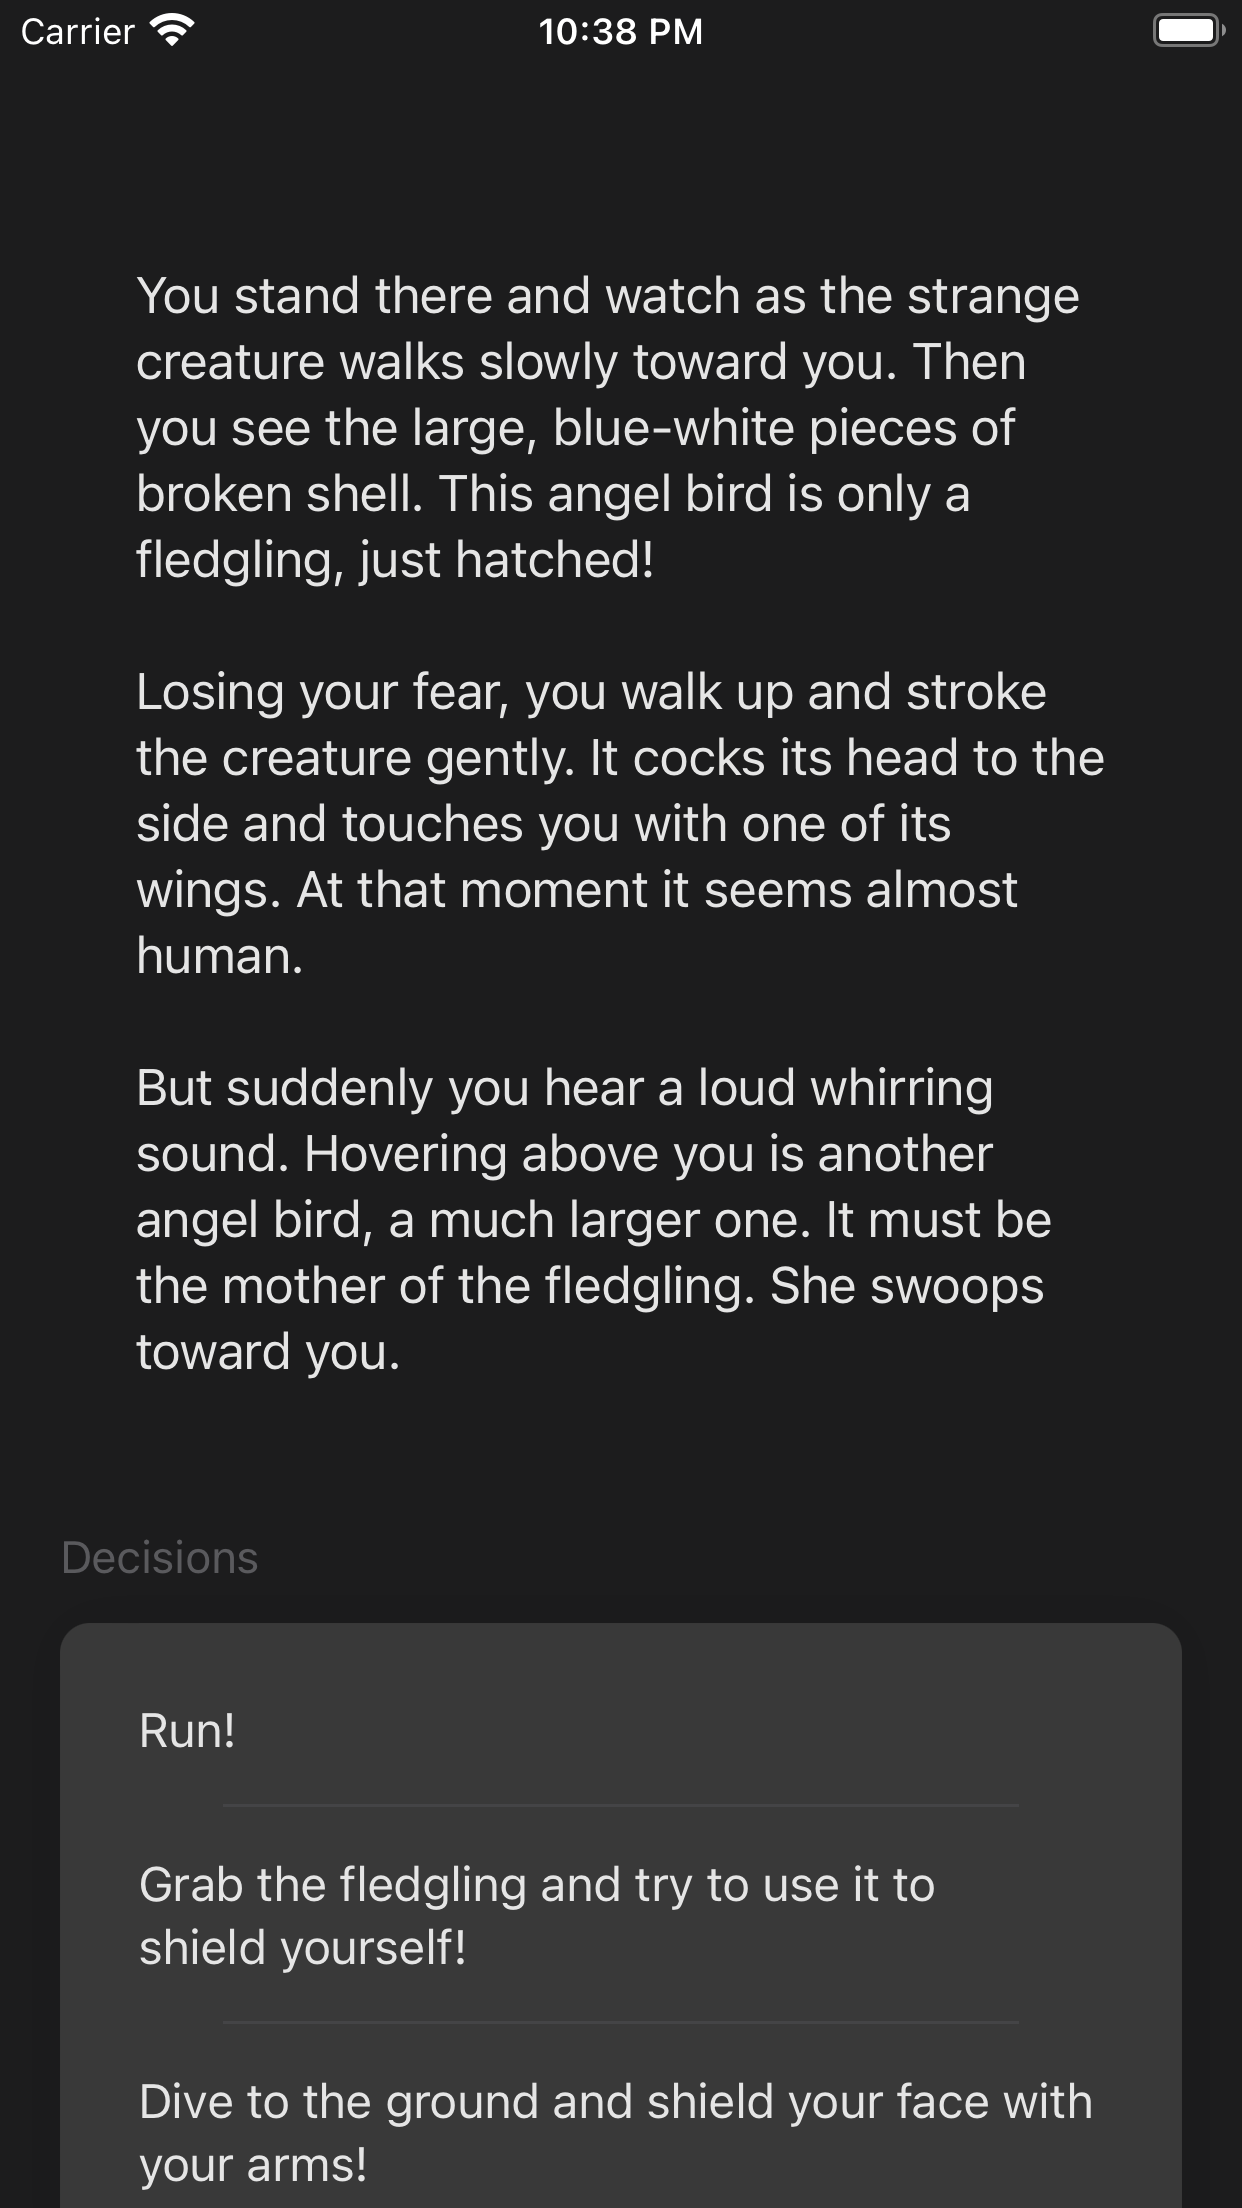 Carrier
10:38 PM
You stand there and watch as the strange
creature walks slowly toward you. Then
you see the large, blue-white pieces of
broken shell. This angel bird is only a
fledgling, just hatched!
Losing your fear, you walk up and stroke
the creature gently. It cocks its head to the
side and touches you with one of its
wings. At that moment it seems almost
human.
But suddenly you hear a loud whirring
sound. Hovering above you is another
angel bird, a much larger one. It must be
the mother of the fledgling. She swoops
toward you.
Decisions
Run!
Grab the fledgling and try to use it to
shield yourself!
Dive to the ground and shield your face with
your arms!